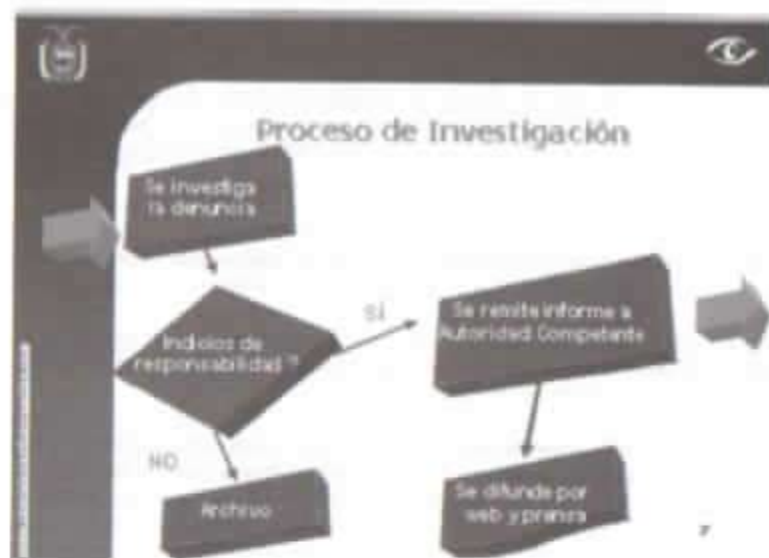 Proceso de Investigación
Se investiga
la denuncia
Indicios de
responsabilidad?
SI
Se remite informe a
Autoridad Competente
NO
Archivo
Se difunde por
web y prensa
7